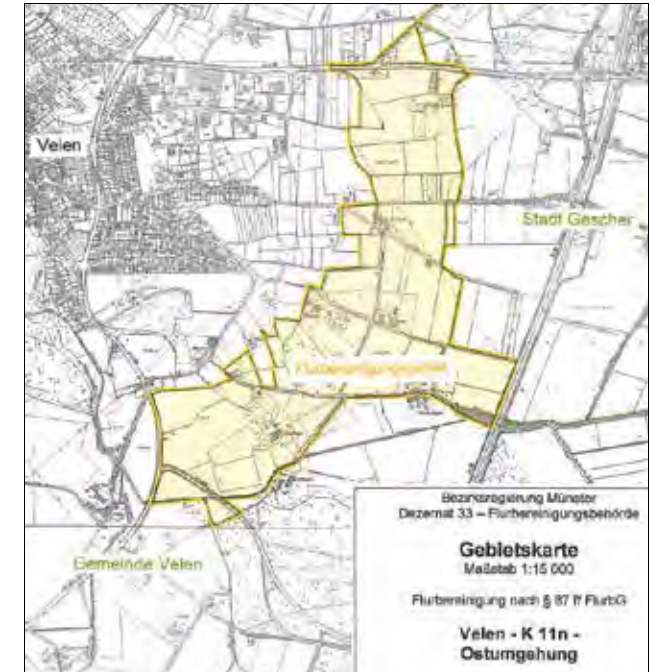 Velen
Stadt Gescher
Flurbereinigungsgebiet
Gemeinde Velen
Bezirksregierung Münster
Dezernat 33 – Flurbereinigungsbehörde
Gebietskarte
Maßstab 1:15 000
Flurbereinigung nach § 87 ff FlurbG
Velen - K 11n -
Ostumgehung